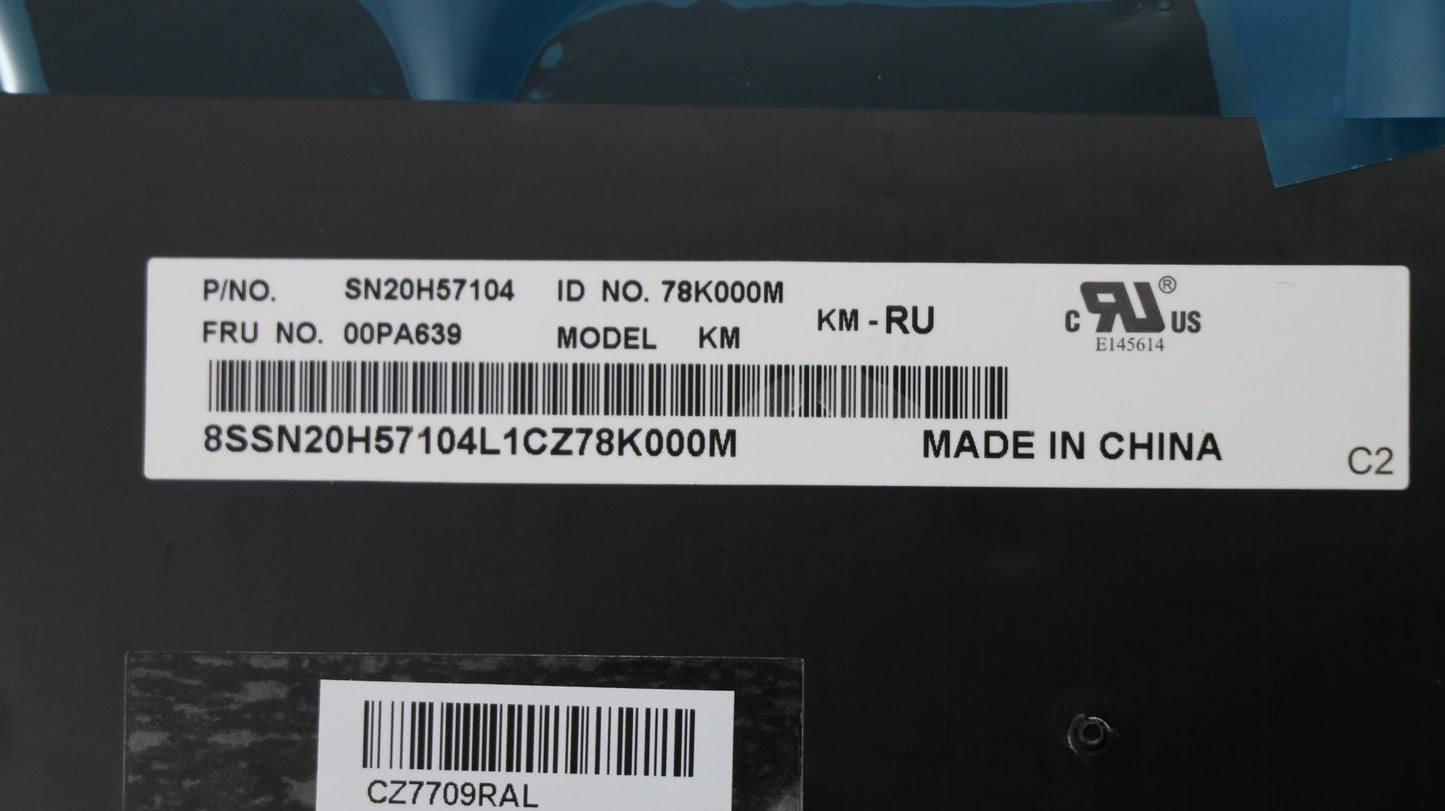 P/NO. SN20H57104 ID NO. 78K000M
FRU NO. 00PA639 MODEL KM KM-RU
c RU® US
E145614
8SSN20H57104L1CZ78K000M MADE IN CHINA
C2
CZ7709RAL